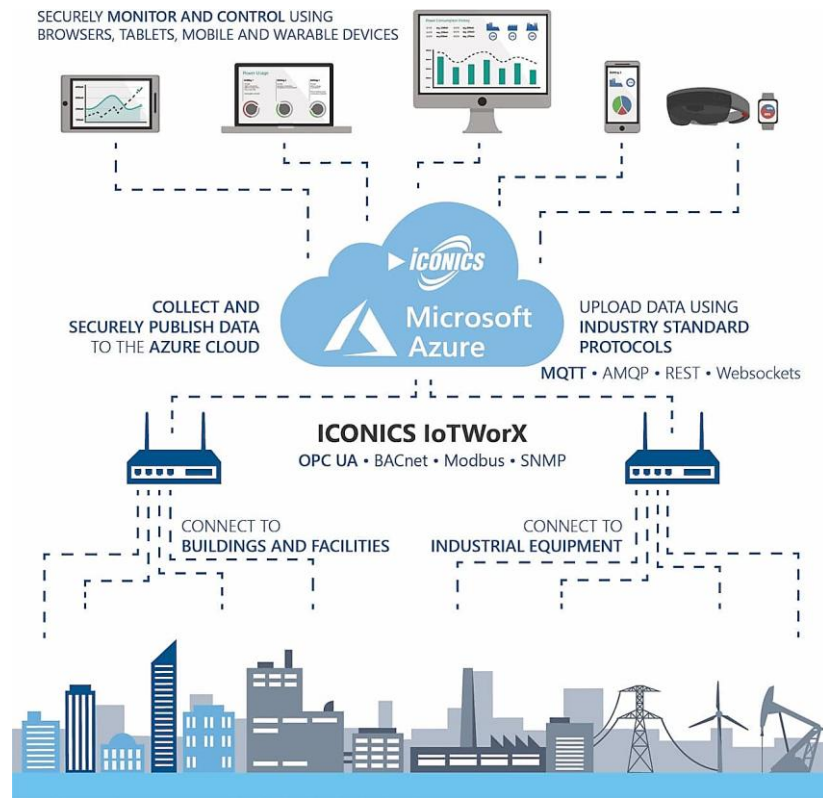 SECURELY MONITOR AND CONTROL USING
BROWSERS, TABLETS, MOBILE AND WARABLE DEVICES
Power Usage
ICONICS
Microsoft
Azure
COLLECT AND
SECURELY PUBLISH DATA
TO THE AZURE CLOUD
UPLOAD DATA USING
INDUSTRY STANDARD
PROTOCOLS
MQTT • AMQP • REST • Websockets
ICONICS IoTWorX
OPC UA • BACnet • Modbus • SNMP
CONNECT TO
BUILDINGS AND FACILITIES
CONNECT TO
INDUSTRIAL EQUIPMENT